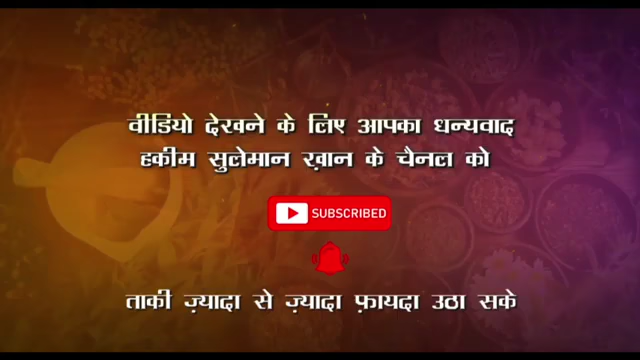 वीडियो देखने के लिए आपका धन्यवाद
हकीम सुलेमान ख़ान के चैनल को
SUBSCRIBED
ताकी ज़्यादा से ज़्यादा फ़ायदा उठा सके